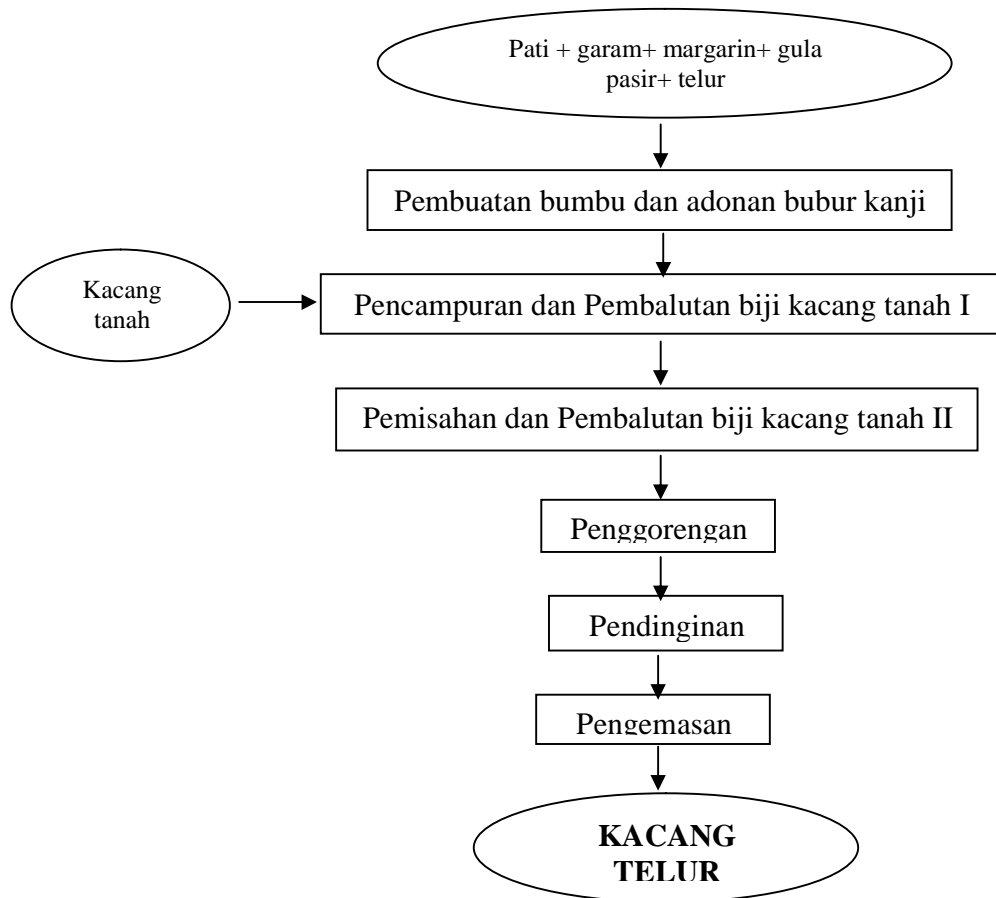 Pati + garam+ margarin+ gula
pasir+ telur
Pembuatan bumbu dan adonan bubur kanji
Kacang
tanah
Pencampuran dan Pembalutan biji kacang tanah I
Pemisahan dan Pembalutan biji kacang tanah II
Penggorengan
Pendinginan
Pengemasan
KACANG
TELUR